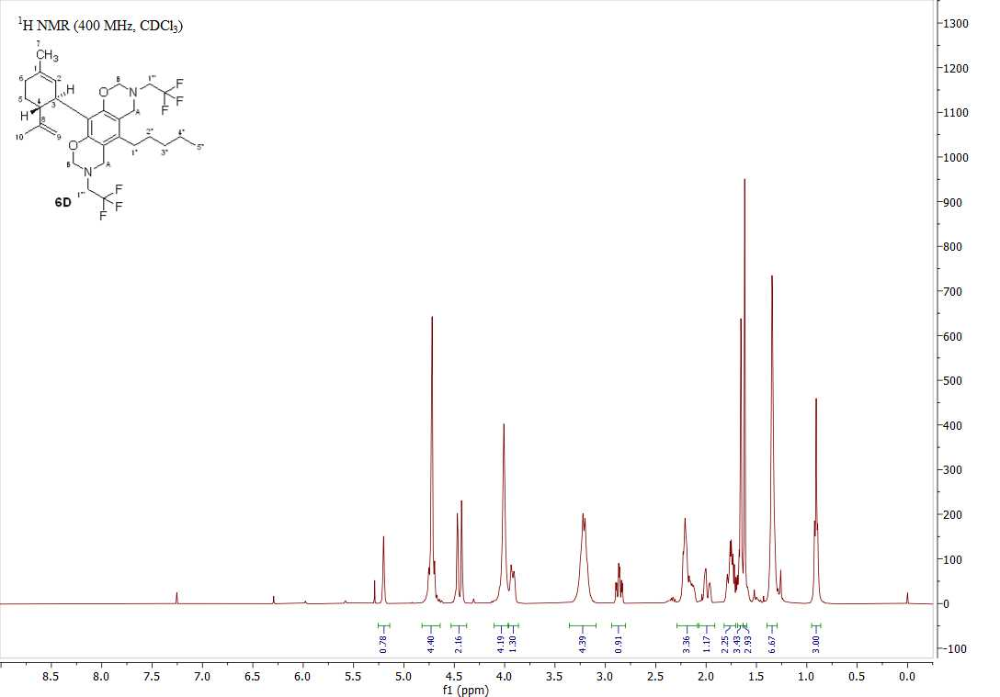 ¹H NMR (400 MHz, CDCl₃)
7
CH₃
1
6
2
H
5
3
4
H
8
10
9
O
B
N
1'''
F
F
F
A
2''
4''
1''
3''
5''
O
B
N
A
1'''
F
F
F
6D
1300
1200
1100
1000
900
800
700
600
500
400
300
200
100
0
-100
0.78
4.40
2.16
4.19
1.30
4.39
0.91
3.36
1.17
2.25
3.43
2.93
6.67
3.00
8.5 8.0 7.5 7.0 6.5 6.0 5.5 5.0 4.5 4.0 3.5 3.0 2.5 2.0 1.5 1.0 0.5 0.0
f1 (ppm)